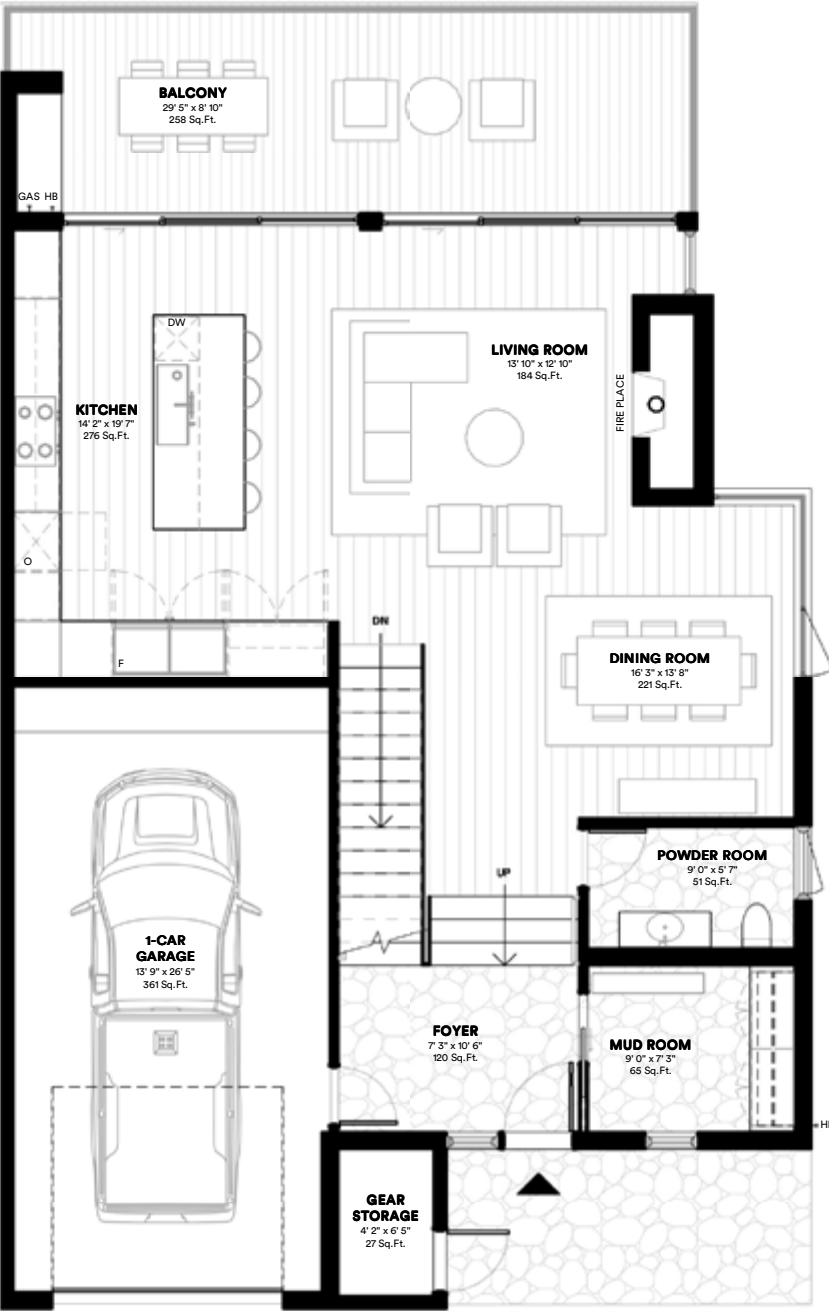 BALCONY
29' 5" x 8' 10"
258 Sq.Ft.
GAS HB
DW
LIVING ROOM
13' 10" x 12' 10"
184 Sq.Ft.
FIRE PLACE
KITCHEN
14' 2" x 19' 7"
276 Sq.Ft.
O
F
DN
DINING ROOM
16' 3" x 13' 8"
221 Sq.Ft.
POWDER ROOM
9' 0" x 5' 7"
51 Sq.Ft.
UP
1-CAR
GARAGE
13' 9" x 26' 5"
361 Sq.Ft.
FOYER
7' 3" x 10' 6"
120 Sq.Ft.
MUD ROOM
9' 0" x 7' 3"
65 Sq.Ft.
GEAR
STORAGE
4' 2" x 6' 5"
27 Sq.Ft.